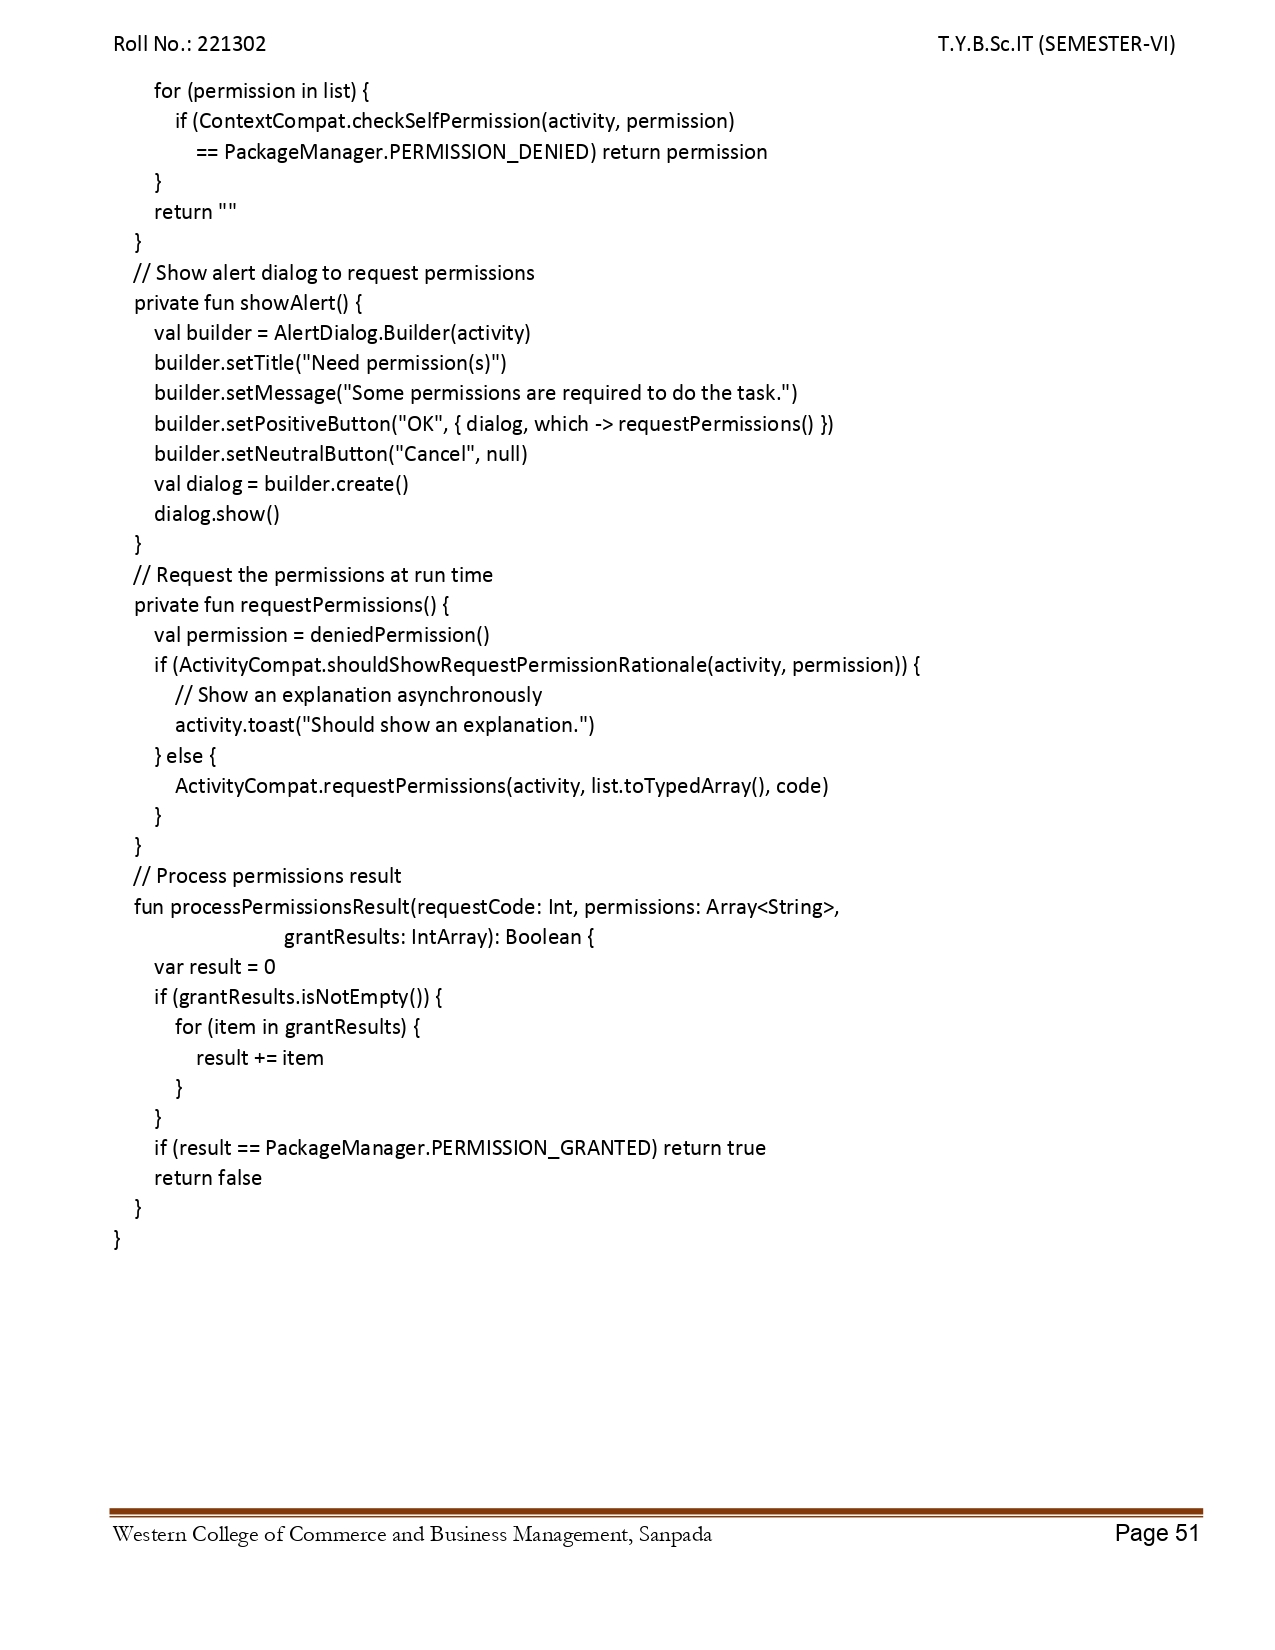 Roll No.: 221302 T.Y.B.Sc.IT (SEMESTER-VI)
for (permission in list) {
if (ContextCompat.checkSelfPermission(activity, permission)
== PackageManager.PERMISSION_DENIED) return permission
}
return ""
}
// Show alert dialog to request permissions
private fun showAlert() {
val builder = AlertDialog.Builder(activity)
builder.setTitle("Need permission(s)")
builder.setMessage("Some permissions are required to do the task.")
builder.setPositiveButton("OK", { dialog, which -> requestPermissions() })
builder.setNeutralButton("Cancel", null)
val dialog = builder.create()
dialog.show()
}
// Request the permissions at run time
private fun requestPermissions() {
val permission = deniedPermission()
if (ActivityCompat.shouldShowRequestPermissionRationale(activity, permission)) {
// Show an explanation asynchronously
activity.toast("Should show an explanation.")
} else {
ActivityCompat.requestPermissions(activity, list.toTypedArray(), code)
}
}
// Process permissions result
fun processPermissionsResult(requestCode: Int, permissions: Array<String>,
grantResults: IntArray): Boolean {
var result = 0
if (grantResults.isNotEmpty()) {
for (item in grantResults) {
result += item
}
}
if (result == PackageManager.PERMISSION_GRANTED) return true
return false
}
}
Western College of Commerce and Business Management, Sanpada Page 51